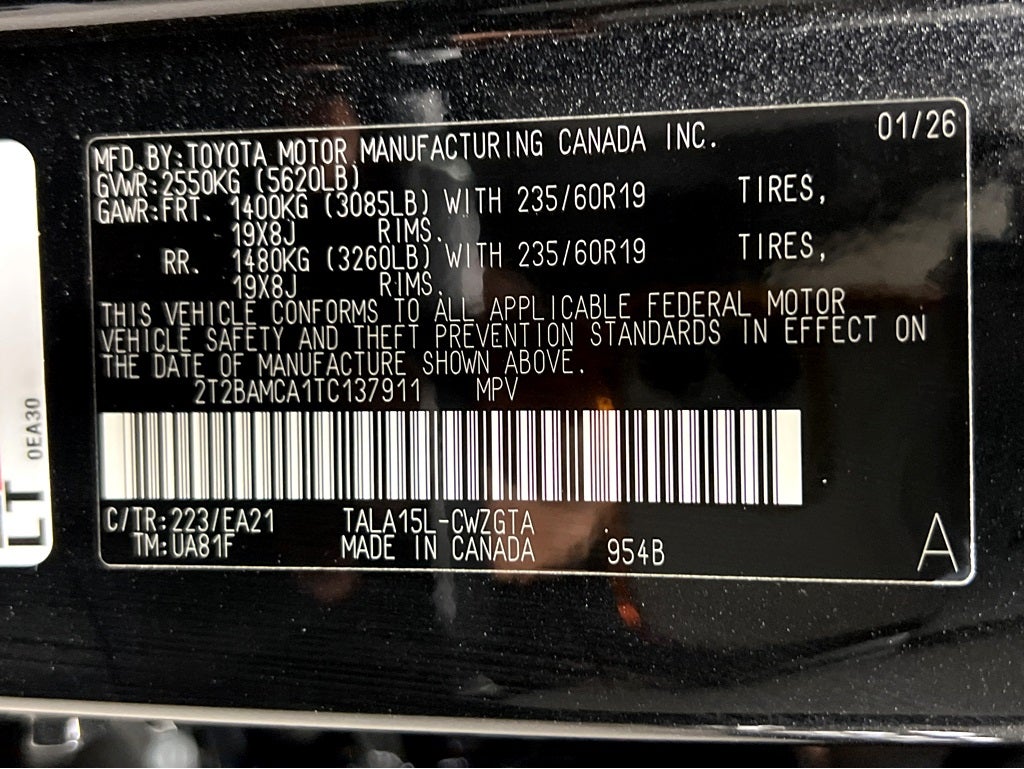 01/26
MFD.BY:TOYOTA MOTOR MANUFACTURING CANADA INC.
GVWR:2550KG (5620LB)
GAWR:FRT. 1400KG (3085LB) WITH 235/60R19 TIRES,
19X8J RIMS.
RR. 1480KG (3260LB) WITH 235/60R19 TIRES,
19X8J RIMS.
THIS VEHICLE CONFORMS TO ALL APPLICABLE FEDERAL MOTOR
VEHICLE SAFETY AND THEFT PREVENTION STANDARDS IN EFFECT ON
THE DATE OF MANUFACTURE SHOWN ABOVE.
2T2BAMCA1TC137911 MPV
C/TR:223/EA21 TALA15L-CWZGTA
TM:UA81F MADE IN CANADA 954B
A
0EA30